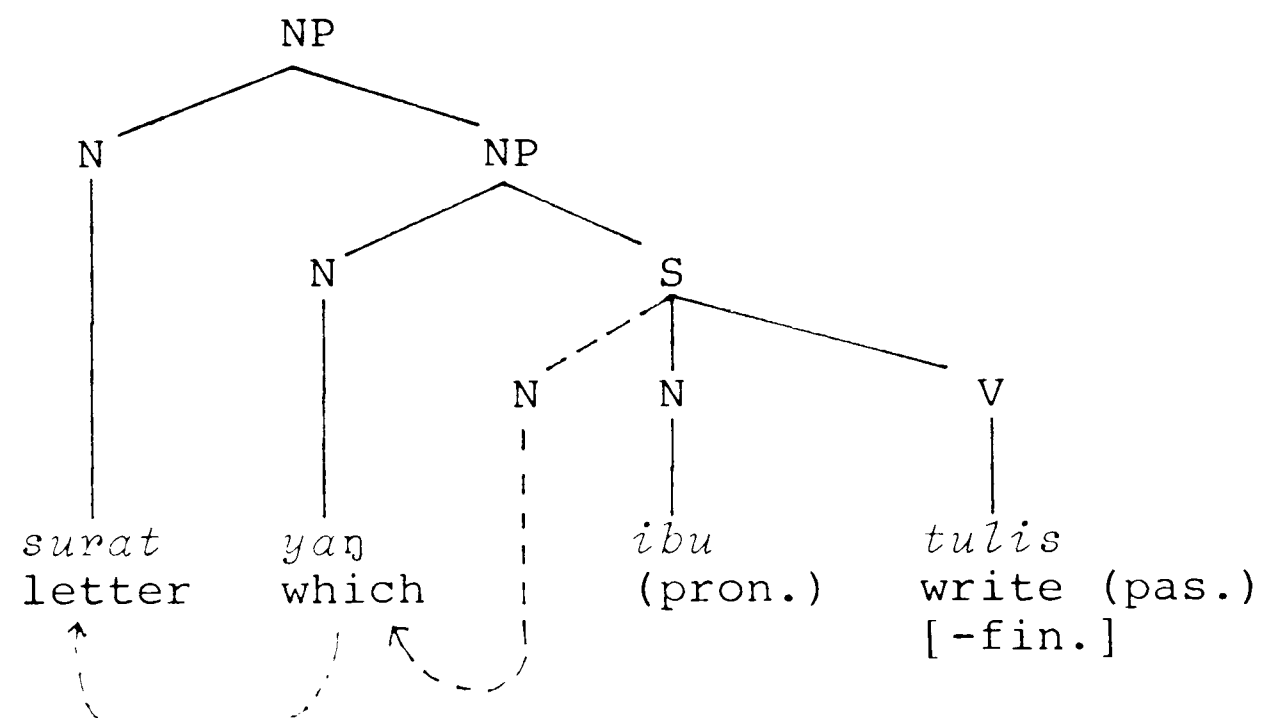 NP
N NP
N S
N N V
surat yaŋ ibu tulis
letter which (pron.) write (pas.)
[-fin.]